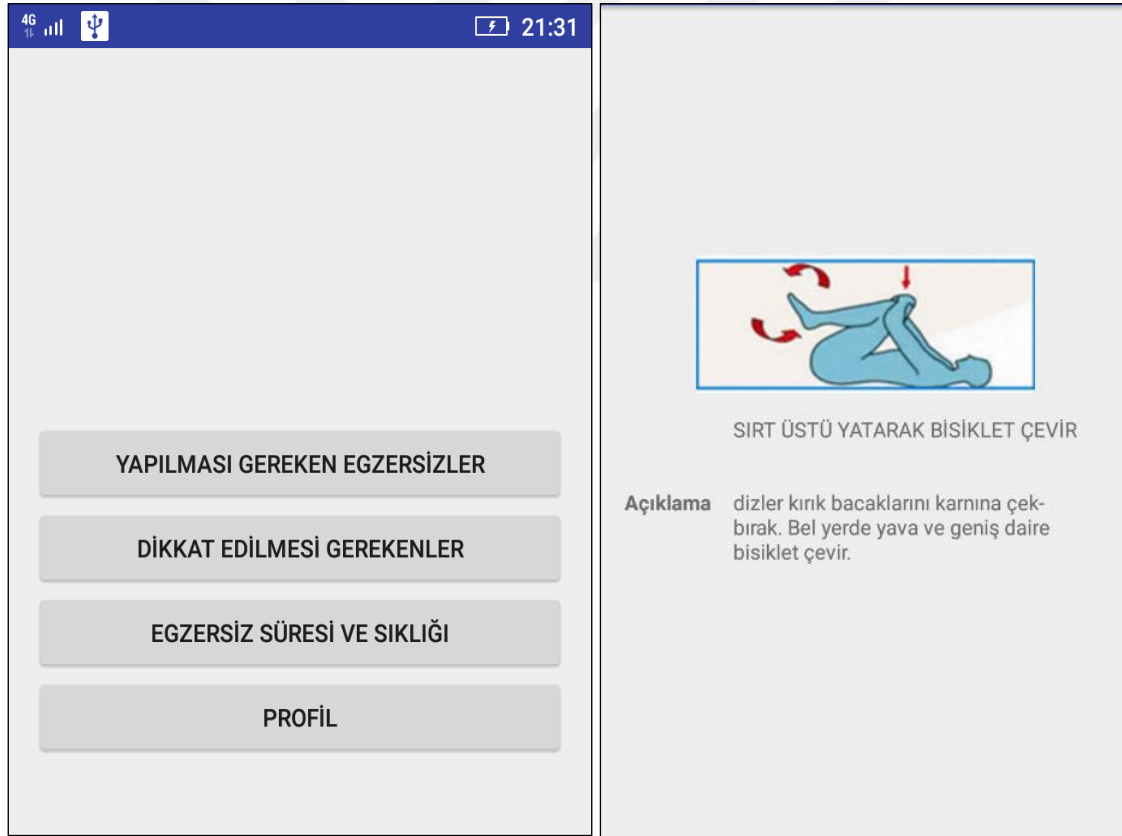 4G 21:31
YAPILMASI GEREKEN EGZERSİZLER
DİKKAT EDİLMESİ GEREKENLER
EGZERSİZ SÜRESİ VE SIKLIĞI
PROFİL
SIRT ÜSTÜ YATARAK BİSİKLET ÇEVİR
Açıklama dizler kırık bacaklarını karnına çek-
bırak. Bel yerde yava ve geniş daire
bisiklet çevir.